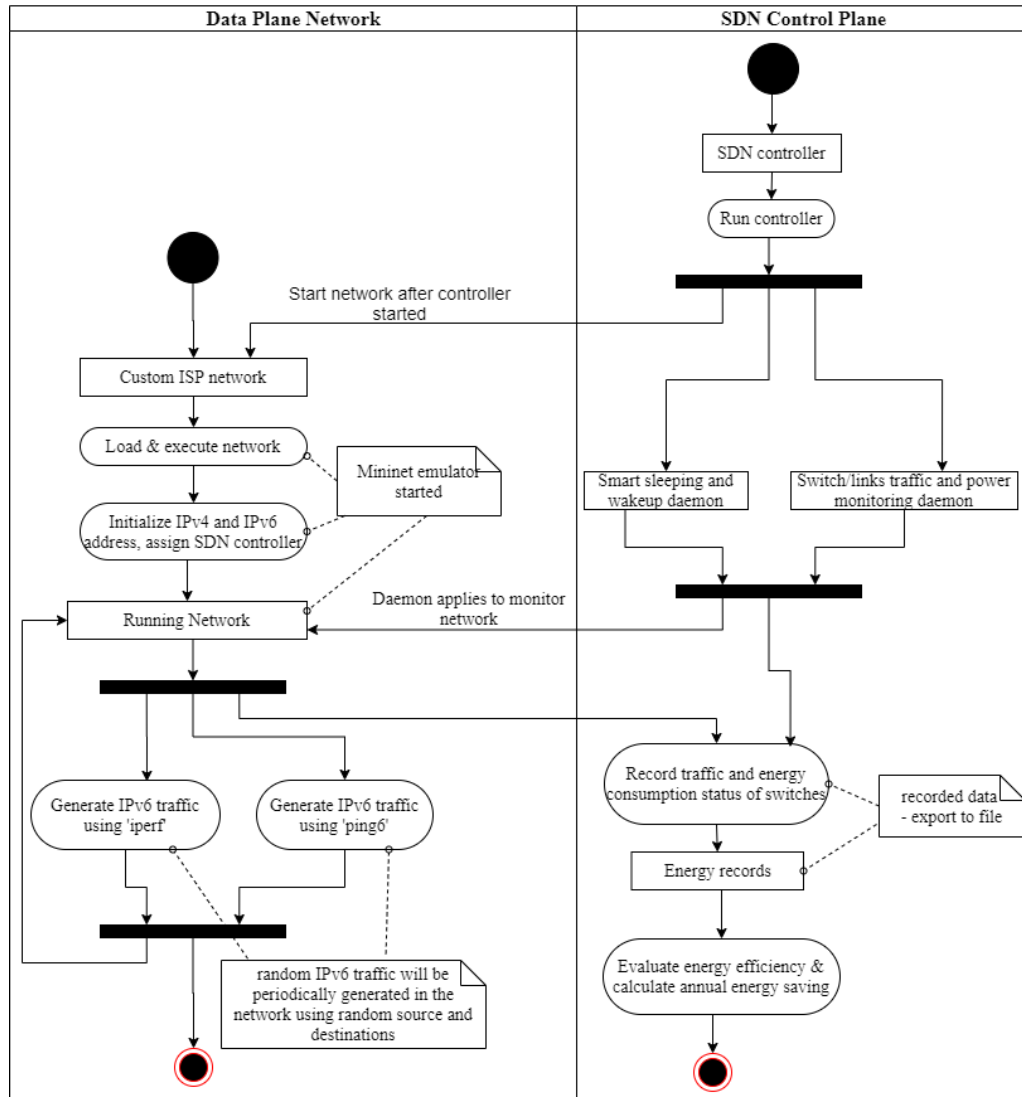 Data Plane Network
SDN Control Plane
SDN controller
Run controller
Start network after controller
started
Custom ISP network
Load & execute network
Mininet emulator
started
Initialize IPv4 and IPv6
address, assign SDN controller
Smart sleeping and
wakeup daemon
Switch/links traffic and power
monitoring daemon
Running Network
Daemon applies to monitor
network
Generate IPv6 traffic
using 'iperf'
Generate IPv6 traffic
using 'ping6'
Record traffic and energy
consumption status of switches
recorded data
- export to file
Energy records
random IPv6 traffic will be
periodically generated in the
network using random source and
destinations
Evaluate energy efficiency &
calculate annual energy saving